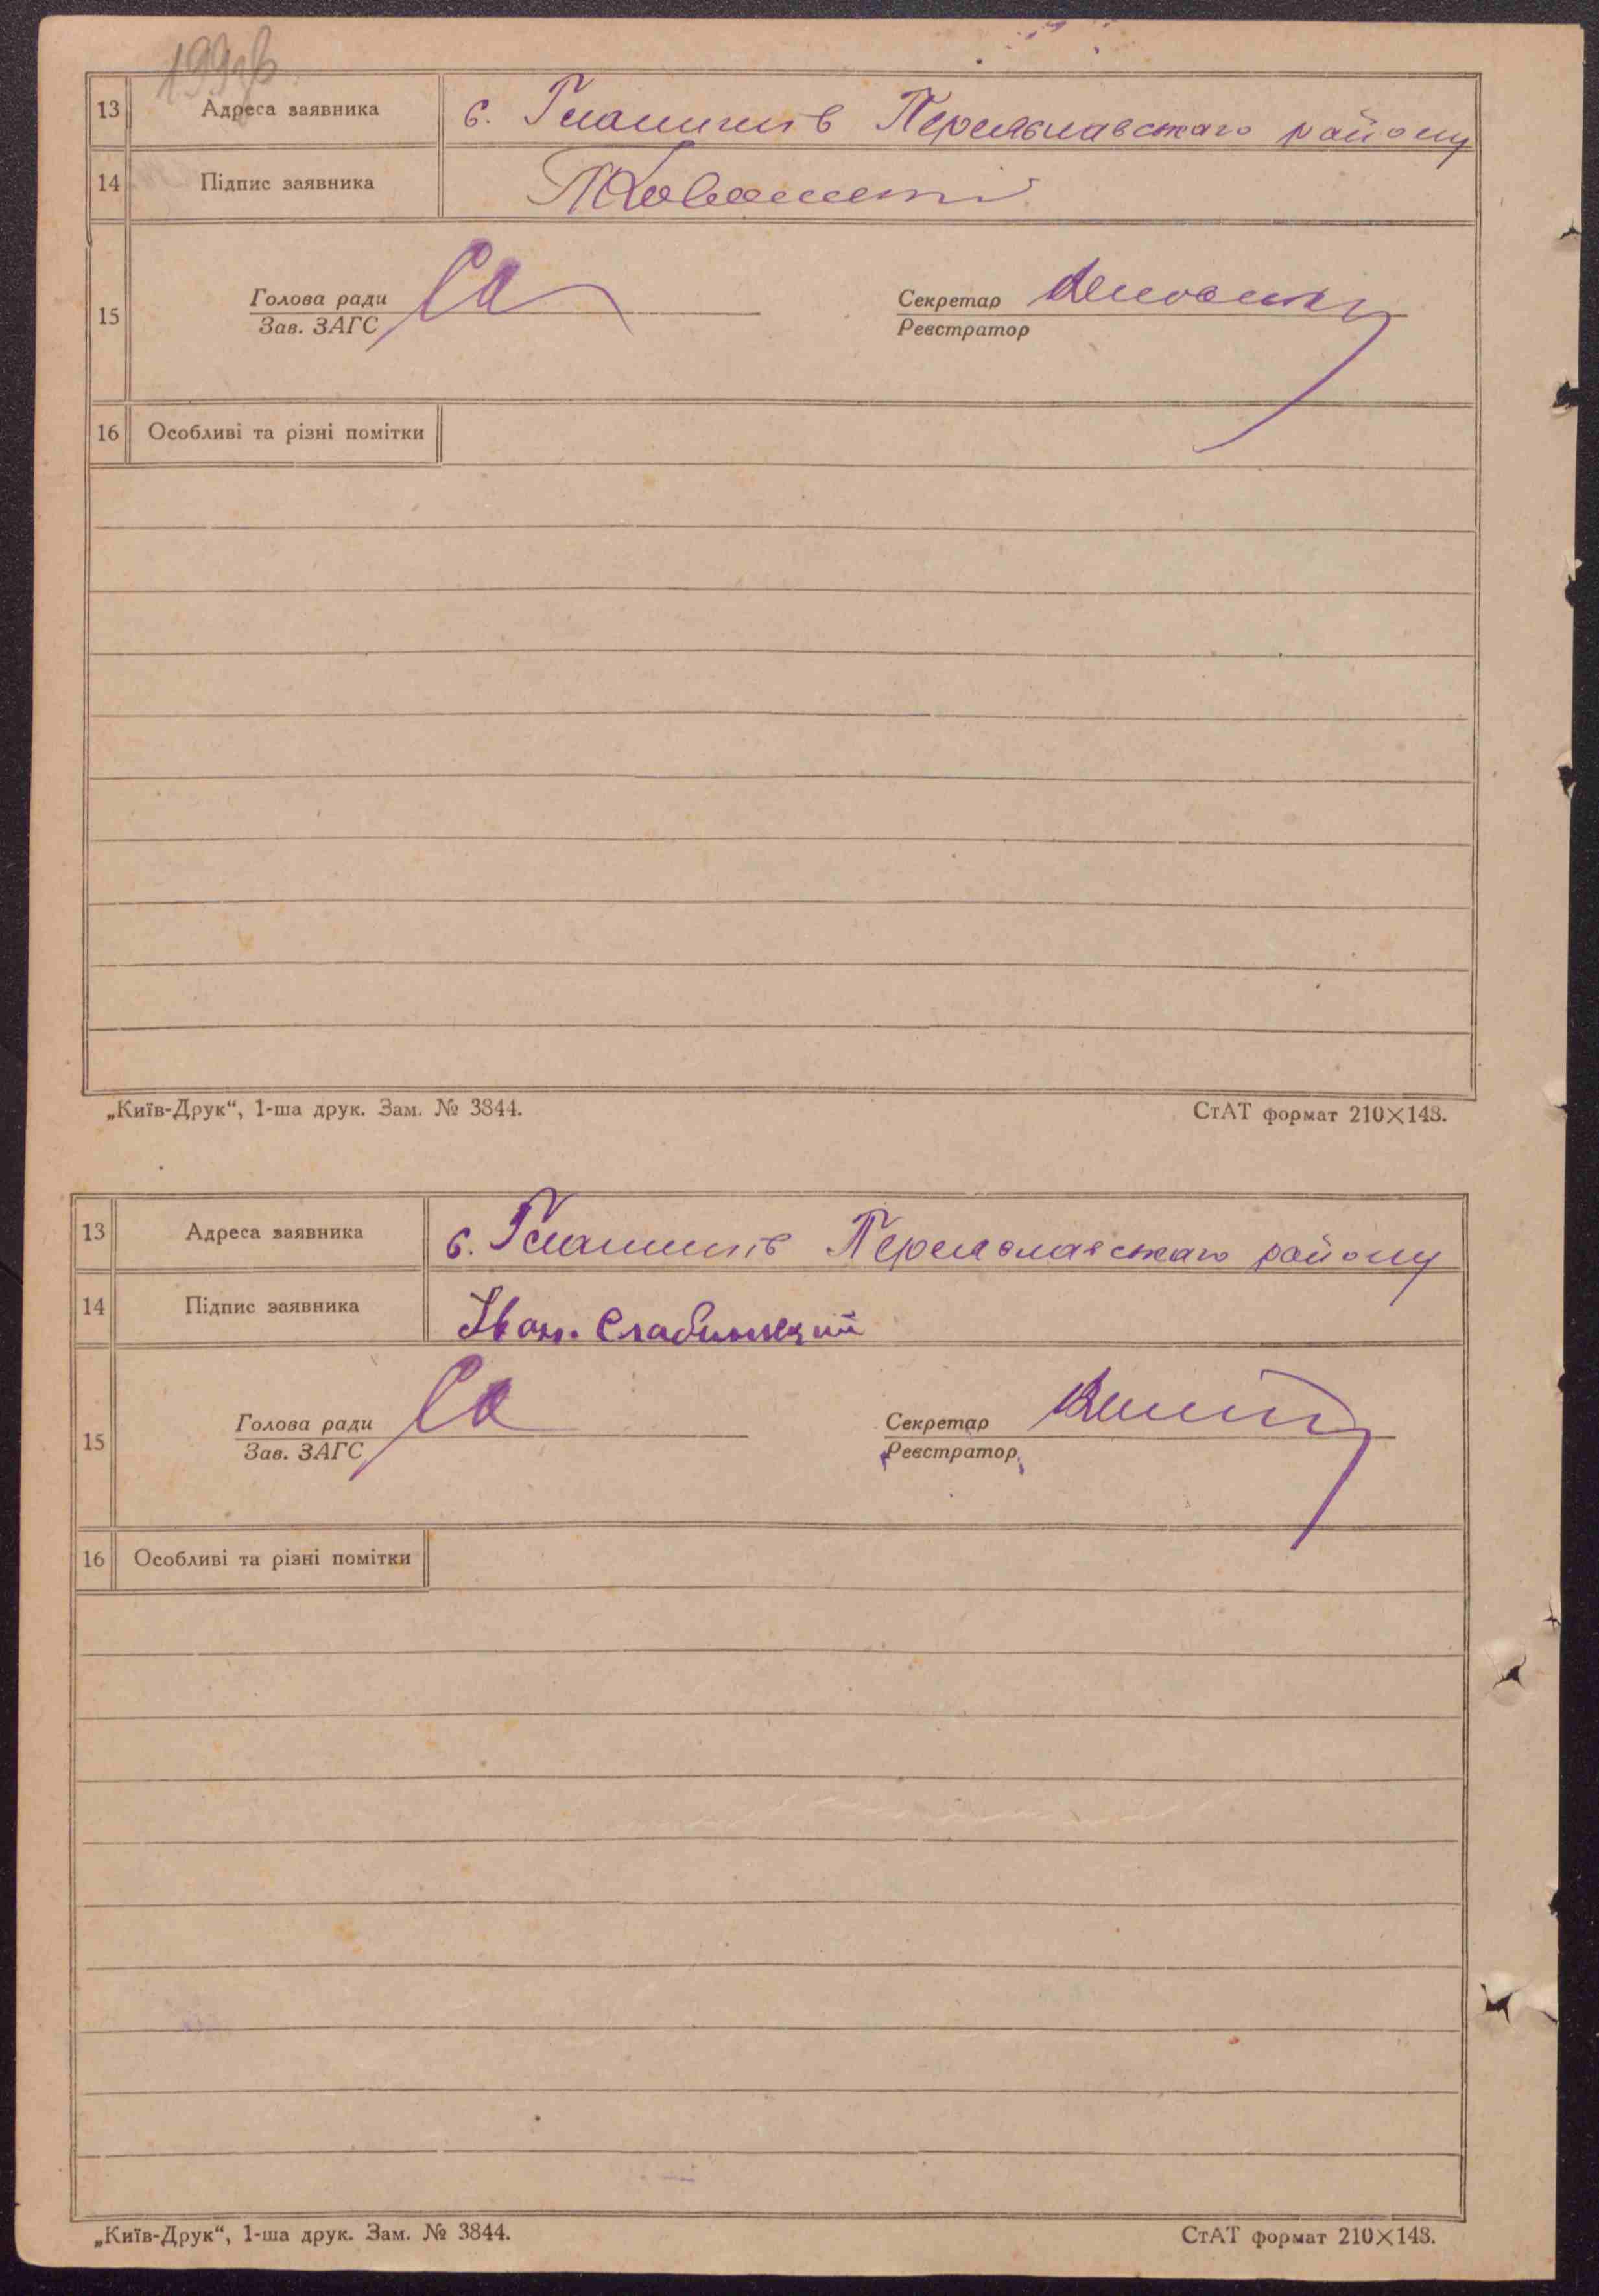 13 Адреса заявника с. Гланишів Переяславського району
14 Підпис заявника
15 Голова ради Секретар
Зав. ЗАГС Реєстратор
16 Особливі та різні помітки
„Київ-Друк“, 1-ша друк. Зам. № 3844. СтАТ формат 210×148.
13 Адреса заявника с. Гланишів Переяславського району
14 Підпис заявника Іван. Слабинский
15 Голова ради Секретар
Зав. ЗАГС Реєстратор
16 Особливі та різні помітки
„Київ-Друк“, 1-ша друк. Зам. № 3844. СтАТ формат 210×148.